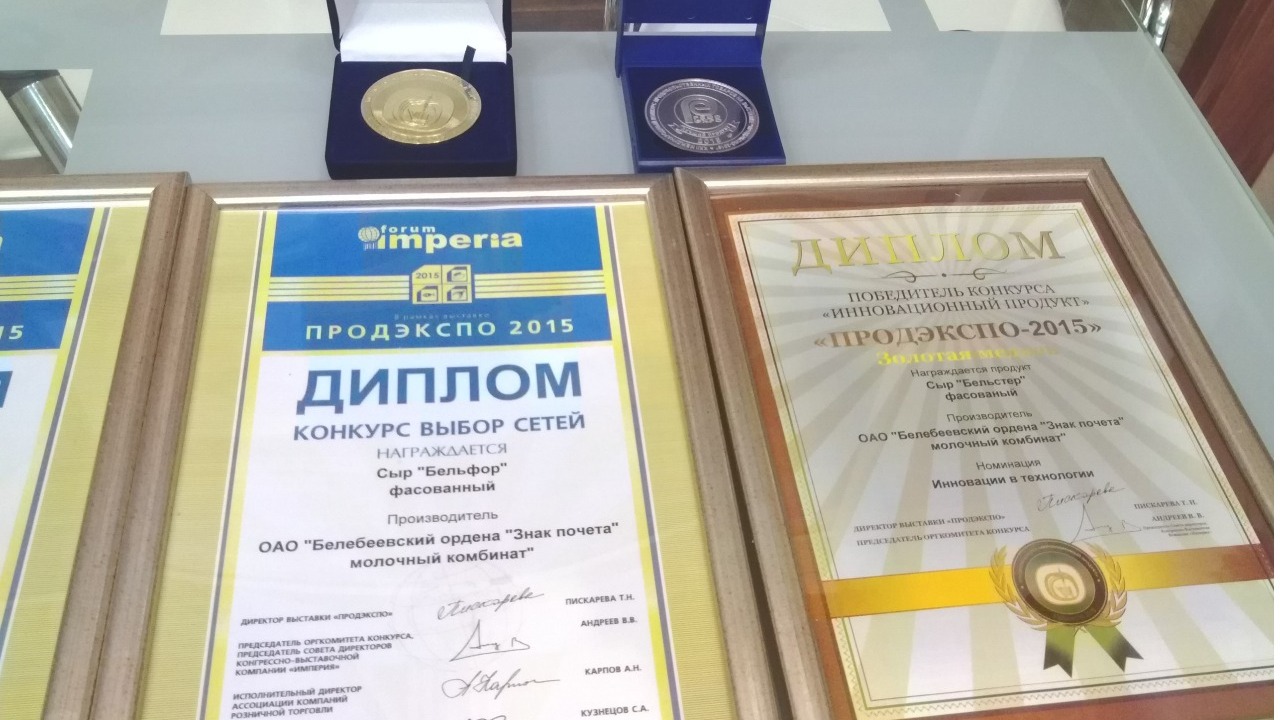 15
forum
imperia
2015
В рамках выставки
ПРОДЭКСПО 2015
ДИПЛОМ
КОНКУРС ВЫБОР СЕТЕЙ
НАГРАЖДАЕТСЯ
Сыр "Бельфор"
фасованный
Производитель
ОАО "Белебеевский ордена "Знак почета"
молочный комбинат"
ДИРЕКТОР ВЫСТАВКИ «ПРОДЭКСПО»
ПИСКАРЕВА Т.Н.
ПРЕДСЕДАТЕЛЬ ОРГКОМИТЕТА КОНКУРСА,
ПРЕДСЕДАТЕЛЬ СОВЕТА ДИРЕКТОРОВ
КОНГРЕССНО-ВЫСТАВОЧНОЙ
КОМПАНИИ «ИМПЕРИЯ»
АНДРЕЕВ В.В.
ИСПОЛНИТЕЛЬНЫЙ ДИРЕКТОР
АССОЦИАЦИИ КОМПАНИЙ
РОЗНИЧНОЙ ТОРГОВЛИ
КАРПОВ А.Н.
КУЗНЕЦОВ С.А.
ДИПЛОМ
ПОБЕДИТЕЛЬ КОНКУРСА
«ИННОВАЦИОННЫЙ ПРОДУКТ»
«ПРОДЭКСПО-2015»
Золотая медаль
Награждается продукт
Сыр "Бельстер"
фасованый
Производитель
ОАО "Белебеевский ордена "Знак почета"
молочный комбинат"
Номинация
Инновации в технологии
ДИРЕКТОР ВЫСТАВКИ «ПРОДЭКСПО»
ПИСКАРЕВА Т. Н.
ПРЕДСЕДАТЕЛЬ ОРГКОМИТЕТА КОНКУРСА
АНДРЕЕВ В. В.